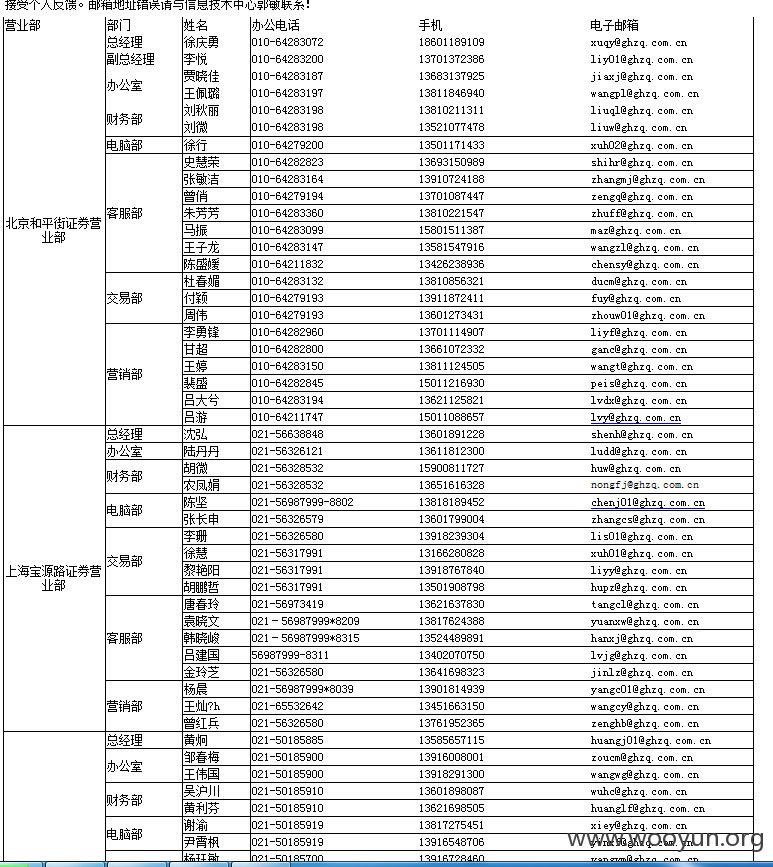 接受个人反馈。邮箱地址错误请与信息技术中心郭敏联系！
营业部 部门 姓名 办公电话 手机 电子邮箱
总经理 徐庆勇 010-64283072 18601189109 xuqy@ghzq.com.cn
副总经理 李悦 010-64283200 13701372386 liy01@ghzq.com.cn
办公室 贾晓佳 010-64283187 13683137925 jiaxj@ghzq.com.cn
王佩璐 010-64283197 13811846940 wangpl@ghzq.com.cn
财务部 刘秋丽 010-64283198 13810211311 liuql@ghzq.com.cn
刘微 010-64283198 13521077478 liuw@ghzq.com.cn
电脑部 徐行 010-64279200 13501171433 xuh02@ghzq.com.cn
史慧荣 010-64282823 13693150989 shihr@ghzq.com.cn
张敏洁 010-64283164 13910724188 zhangmj@ghzq.com.cn
曾俏 010-64279194 13701087447 zengq@ghzq.com.cn
客服部 朱芳芳 010-64283360 13810221547 zhuff@ghzq.com.cn
北京和平街证券营业部 马振 010-64283099 15801511387 maz@ghzq.com.cn
王子龙 010-64283147 13581547916 wangzl@ghzq.com.cn
陈盛媛 010-64211832 13426238936 chensy@ghzq.com.cn
杜春媚 010-64283132 13810856321 ducm@ghzq.com.cn
交易部 付颖 010-64279193 13911872411 fuy@ghzq.com.cn
周伟 010-64279193 13601273431 zhouw01@ghzq.com.cn
李勇锋 010-64282960 13701114907 liyf@ghzq.com.cn
甘超 010-64282800 13661072332 ganc@ghzq.com.cn
王婷 010-64283150 13811124505 wangt@ghzq.com.cn
营销部 裴盛 010-64282845 15011216930 peis@ghzq.com.cn
吕大兮 010-64283194 13621125821 lvdx@ghzq.com.cn
吕游 010-64211747 15011088657 lvy@ghzq.com.cn
总经理 沈弘 021-56638848 13601891228 shenh@ghzq.com.cn
办公室 陆丹丹 021-56326121 13611812300 ludd@ghzq.com.cn
财务部 胡微 021-56328532 15900811727 huw@ghzq.com.cn
农凤娟 021-56328532 13651616328 nongfj@ghzq.com.cn
电脑部 陈坚 021-56987999-8802 13818189452 chenj01@ghzq.com.cn
张长申 021-56326579 13601799004 zhangcs@ghzq.com.cn
李珊 021-56326580 13918239304 lis01@ghzq.com.cn
交易部 徐慧 021-56317991 13166280828 xuh01@ghzq.com.cn
上海宝源路证券营业部 黎艳阳 021-56317991 13918767840 liyy@ghzq.com.cn
胡鹏哲 021-56317991 13501908798 hupz@ghzq.com.cn
唐春玲 021-56973419 13621637830 tangcl@ghzq.com.cn
袁晓文 021－56987999*8209 13817624388 yuanxw@ghzq.com.cn
客服部 韩晓峻 021－56987999*8315 13524489891 hanxj@ghzq.com.cn
吕建国 56987999-8311 13402070750 lvjg@ghzq.com.cn
金玲芝 021-56326580 13641698323 jinlz@ghzq.com.cn
杨晨 021-56987999*8039 13901814939 yangc01@ghzq.com.cn
营销部 王灿?h 021-65532642 13451663150 wangcy@ghzq.com.cn
曾红兵 021-56326580 13761952365 zenghb@ghzq.com.cn
总经理 黄炯 021-50185885 13585657115 huangj01@ghzq.com.cn
办公室 邹春梅 021-50185900 13916008001 zoucm@ghzq.com.cn
王伟国 021-50185900 13918291300 wangwg@ghzq.com.cn
财务部 吴沪川 021-50185910 13601898087 wuhc@ghzq.com.cn
黄利芬 021-50185910 13621698505 huanglf@ghzq.com.cn
电脑部 谢渝 021-50185919 13817275451 xiey@ghzq.com.cn
尹霄枫 021-50185919 13916548706
021-50185700 13916728460
www.wooyun.org